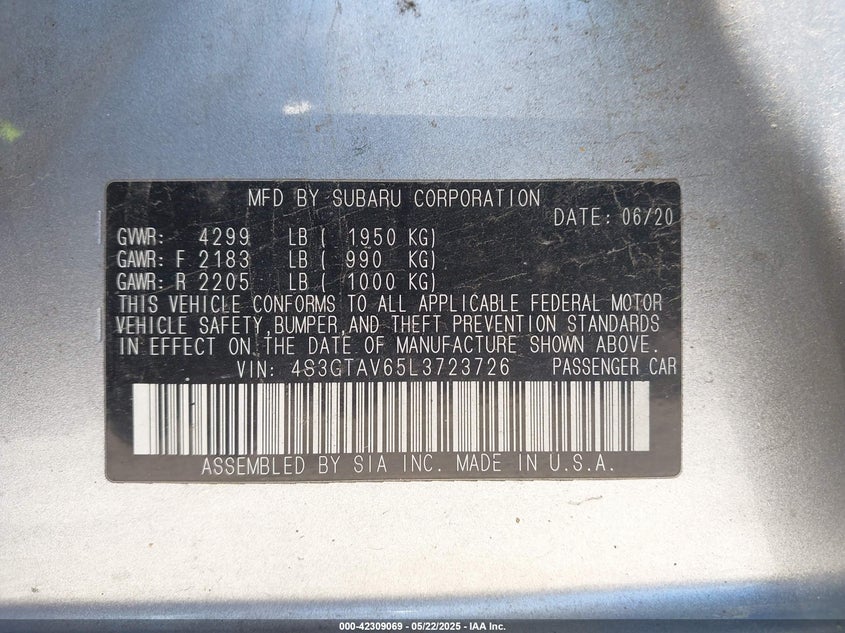 MFD BY SUBARU CORPORATION
DATE: 06/20
GVWR: 4299 LB ( 1950 KG)
GAWR: F 2183 LB ( 990 KG)
GAWR: R 2205 LB ( 1000 KG)
THIS VEHICLE CONFORMS TO ALL APPLICABLE FEDERAL MOTOR
VEHICLE SAFETY,BUMPER,AND THEFT PREVENTION STANDARDS
IN EFFECT ON THE DATE OF MANUFACTURE SHOWN ABOVE.
VIN: 4S3GTAV65L3723726 PASSENGER CAR
ASSEMBLED BY SIA INC. MADE IN U.S.A.
000-42309069 - 05/22/2025 - IAA Inc.